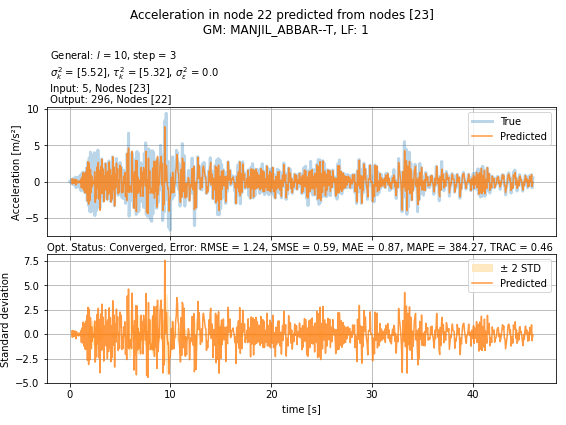 Acceleration in node 22 predicted from nodes [23]
GM: MANJIL_ABBAR--T, LF: 1
General: l = 10, step = 3
σ²ₖ = [5.52], τ²ₖ = [5.32], σ²ε = 0.0
Input: 5, Nodes [23]
Output: 296, Nodes [22]
Acceleration [m/s²]
10
5
0
−5
True
Predicted
Opt. Status: Converged, Error: RMSE = 1.24, SMSE = 0.59, MAE = 0.87, MAPE = 384.27, TRAC = 0.46
Standard deviation
7.5
5.0
2.5
0.0
−2.5
−5.0
± 2 STD
Predicted
0 10 20 30 40
time [s]